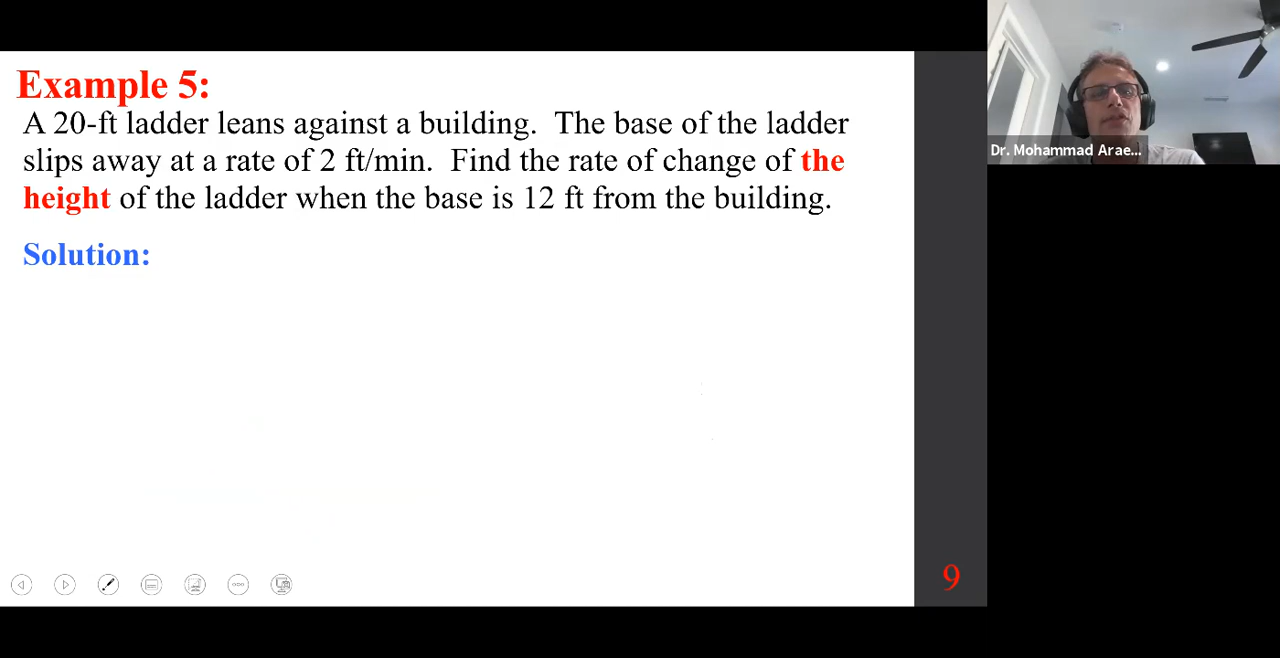 Example 5:
A 20-ft ladder leans against a building. The base of the ladder
slips away at a rate of 2 ft/min. Find the rate of change of the
height of the ladder when the base is 12 ft from the building.
Solution:
9
Dr. Mohammad Arae...